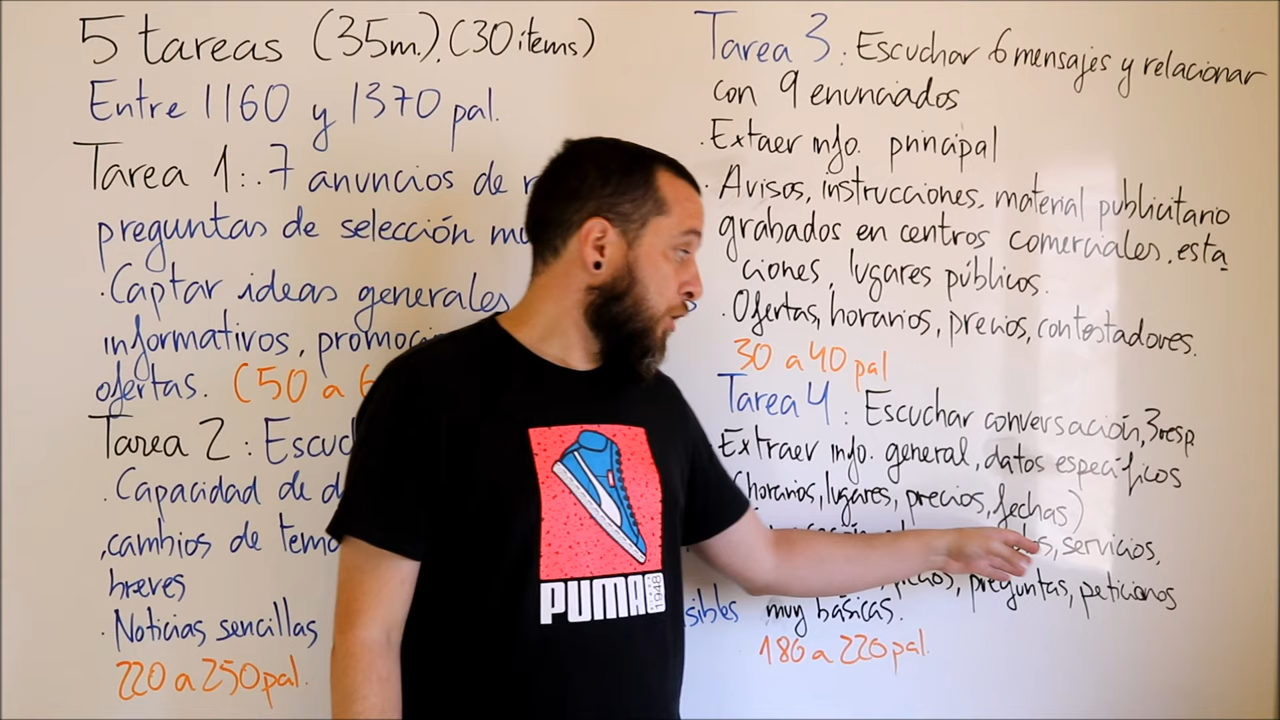 5 tareas (35m.). (30 items)
Entre 1160 y 1370 pal.
Tarea 1: . 7 anuncios de
preguntas de selección
. Captar ideas generales
informativos,
ofertas. (50 a
Tarea 2 :
. Capacidad de
, cambios de tema
breves
. Noticias sencillas
220 a 250 pal.
Tarea 3 : Escuchar 6 mensajes y relacionar
con 9 enunciados
. Extaer info. principal
. Avisos, instrucciones. material publicitario
grabados en centros comerciales, esta
ciones, lugares públicos.
. Ofertas, horarios, precios, contestadores.
30 a 40 pal
Tarea 4 : Escuchar conversación, 3 resp.
Extraer info. general, datos específicos
(horarios, lugares, precios, fechas)
servicios,
preguntas, peticiones
sibles muy básicas.
180 a 220 pal.
PUMA
1948